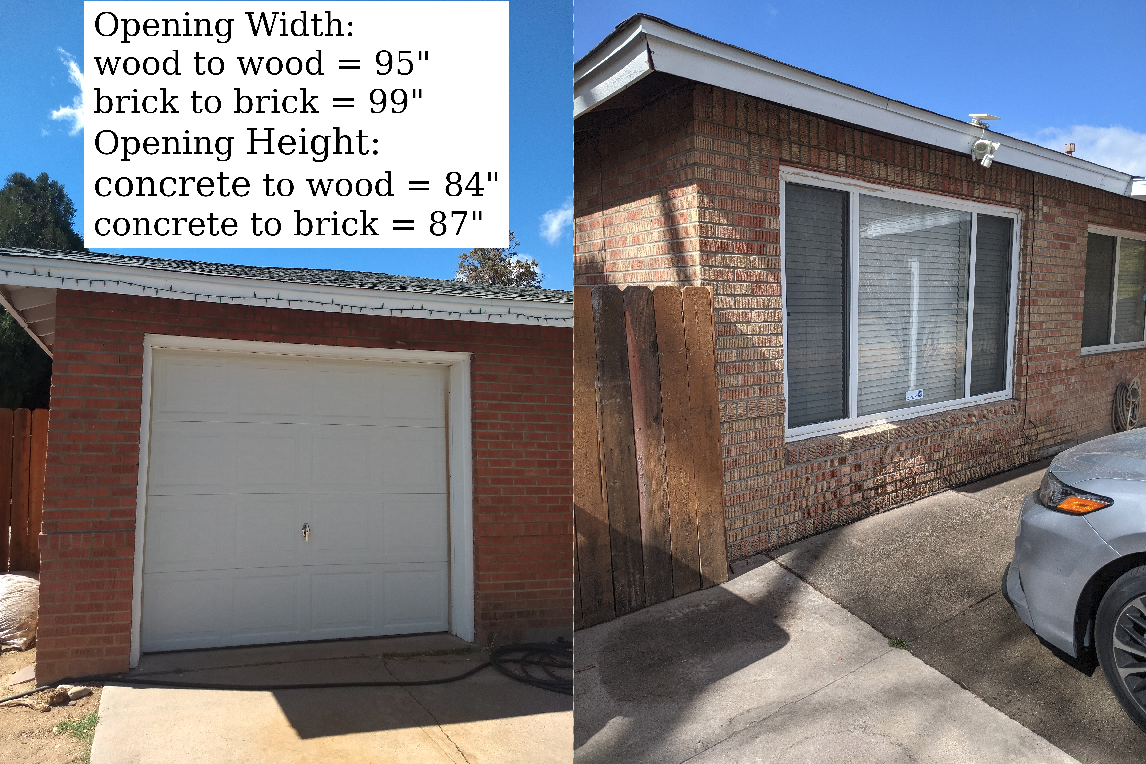 Opening Width:
wood to wood = 95"
brick to brick = 99"
Opening Height:
concrete to wood = 84"
concrete to brick = 87"